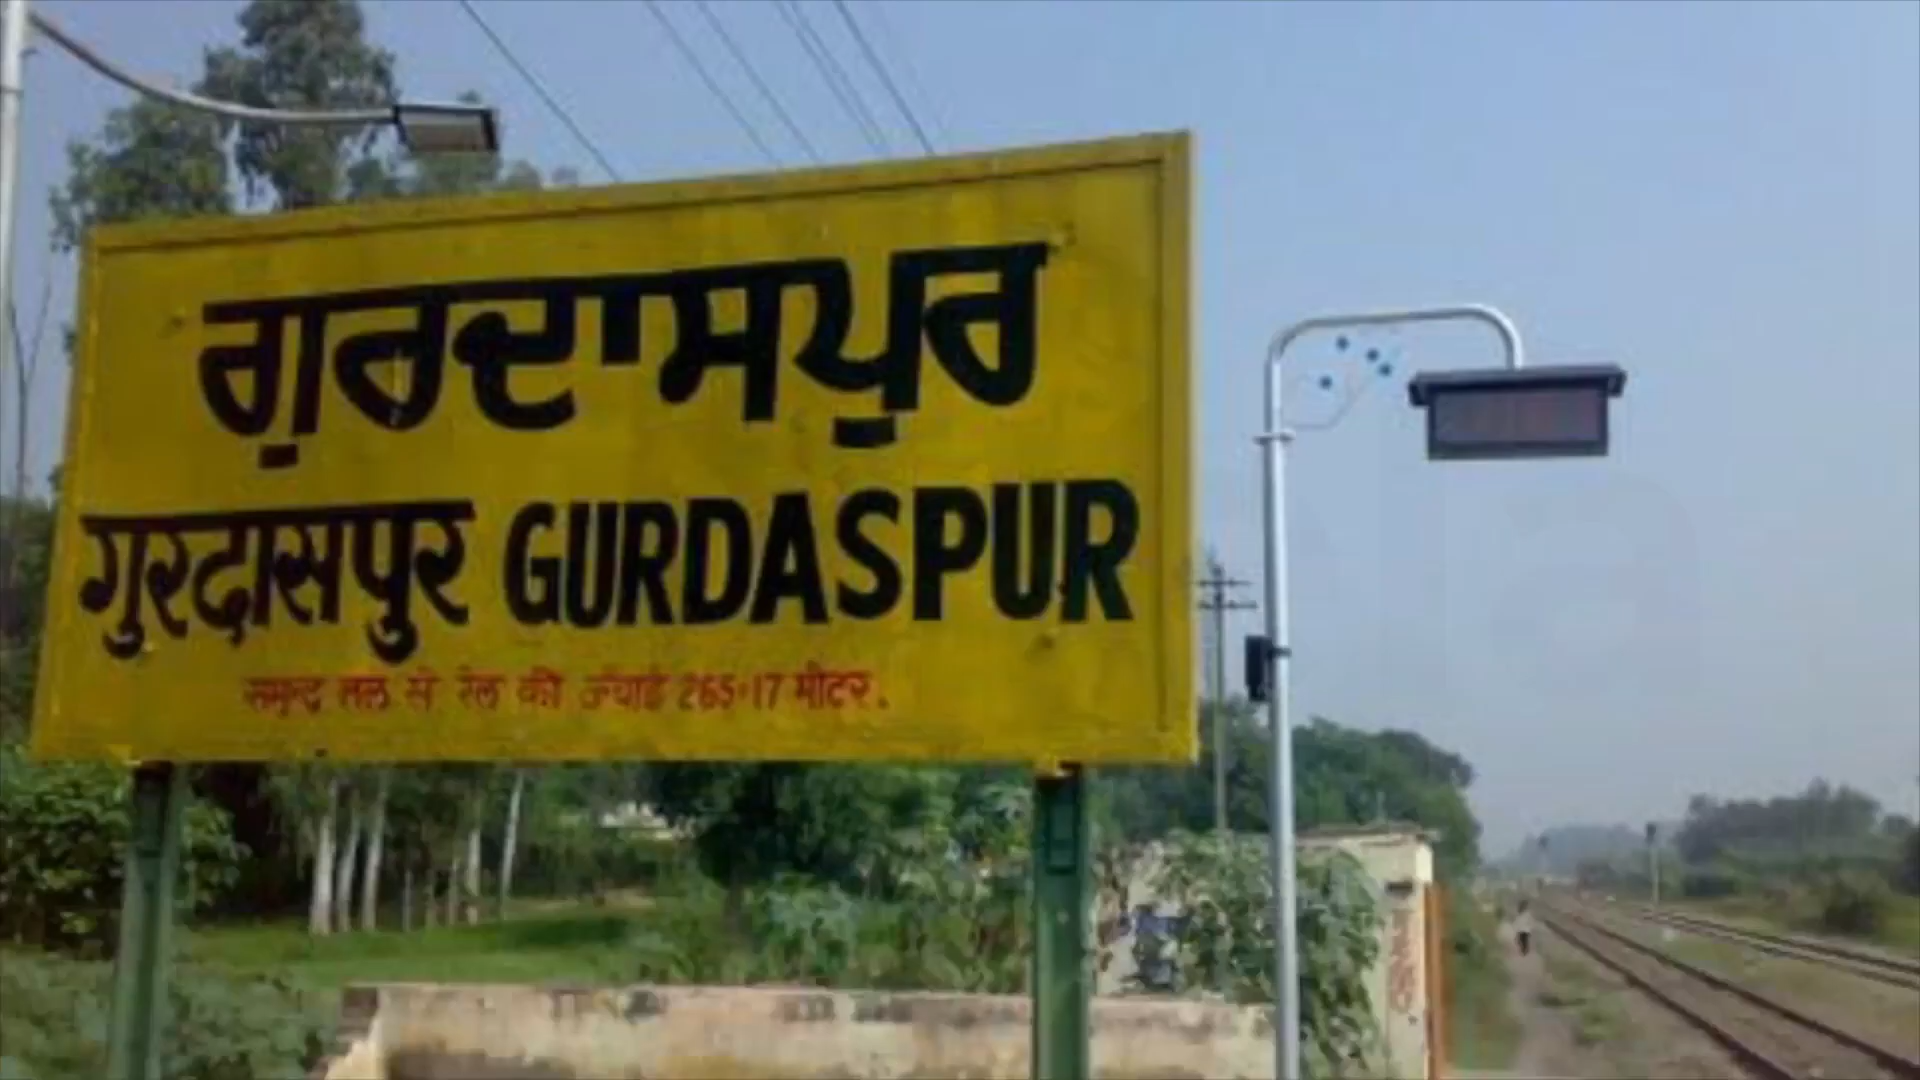 ਗੁਰਦਾਸਪੁਰ
गुरदासपुर GURDASPUR
समुन्द्र तल से रेल की ऊँचाई 265.17 मीटर.